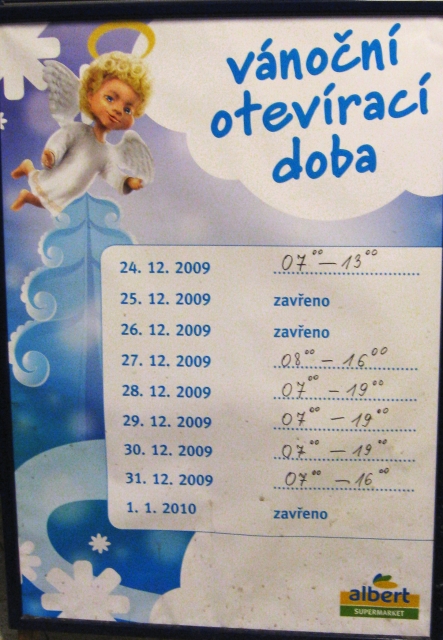 vánoční
otevírací
doba
24. 12. 2009 07⁰⁰ – 13⁰⁰
25. 12. 2009 zavřeno
26. 12. 2009 zavřeno
27. 12. 2009 08⁰⁰ – 16⁰⁰
28. 12. 2009 07⁰⁰ – 19⁰⁰
29. 12. 2009 07⁰⁰ – 19⁰⁰
30. 12. 2009 07⁰⁰ – 19⁰⁰
31. 12. 2009 07⁰⁰ – 16⁰⁰
1. 1. 2010 zavřeno
albert
SUPERMARKET